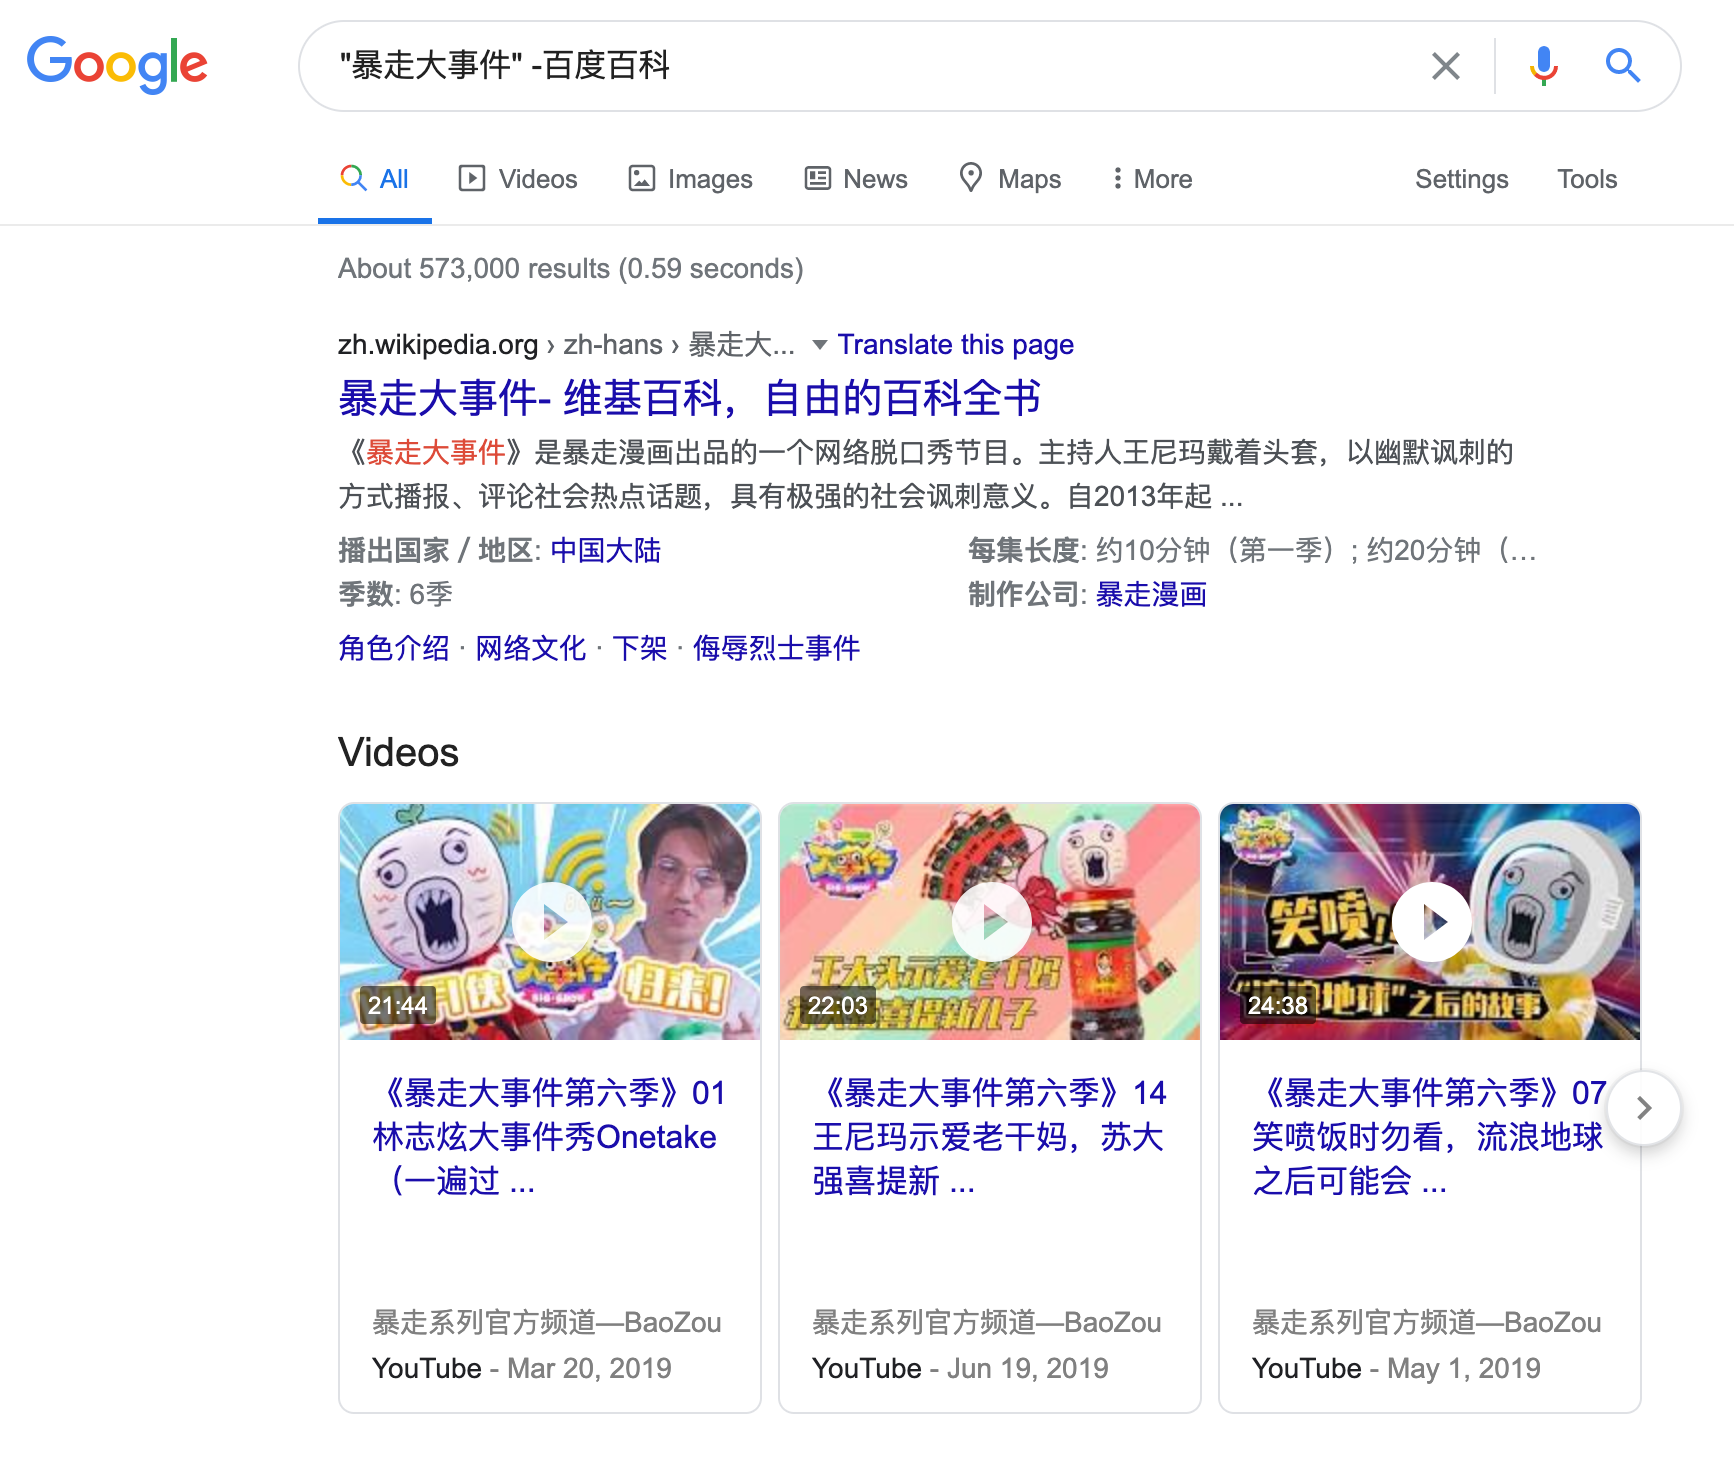 Google
"暴走大事件" -百度百科
All Videos Images News Maps More Settings Tools
About 573,000 results (0.59 seconds)
zh.wikipedia.org › zh-hans › 暴走大... Translate this page
暴走大事件- 维基百科，自由的百科全书
《暴走大事件》是暴走漫画出品的一个网络脱口秀节目。主持人王尼玛戴着头套，以幽默讽刺的
方式播报、评论社会热点话题，具有极强的社会讽刺意义。自2013年起 ...
播出国家 / 地区: 中国大陆 每集长度: 约10分钟（第一季）; 约20分钟（…
季数: 6季 制作公司: 暴走漫画
角色介绍 · 网络文化 · 下架 · 侮辱烈士事件
Videos
大事件
归来!
21:44
大事件
王大头示爱老干妈
喜提新儿子
22:03
笑喷!
地球"之后的故事
24:38
《暴走大事件第六季》01
林志炫大事件秀Onetake
（一遍过 ...
暴走系列官方频道—BaoZou
YouTube - Mar 20, 2019
《暴走大事件第六季》14
王尼玛示爱老干妈，苏大
强喜提新 ...
暴走系列官方频道—BaoZou
YouTube - Jun 19, 2019
《暴走大事件第六季》07
笑喷饭时勿看，流浪地球
之后可能会 ...
暴走系列官方频道—BaoZou
YouTube - May 1, 2019